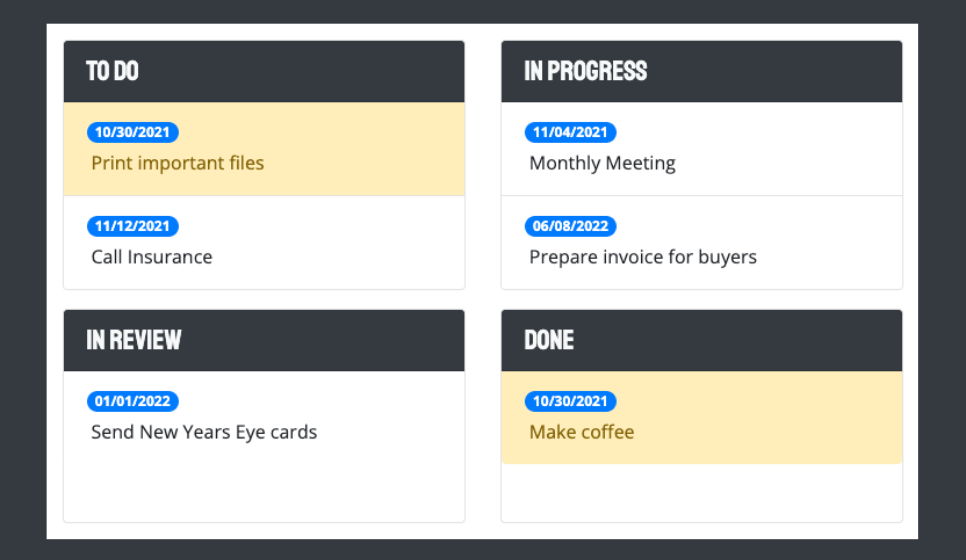 TO DO
10/30/2021
Print important files
11/12/2021
Call Insurance
IN PROGRESS
11/04/2021
Monthly Meeting
06/08/2022
Prepare invoice for buyers
IN REVIEW
01/01/2022
Send New Years Eye cards
DONE
10/30/2021
Make coffee